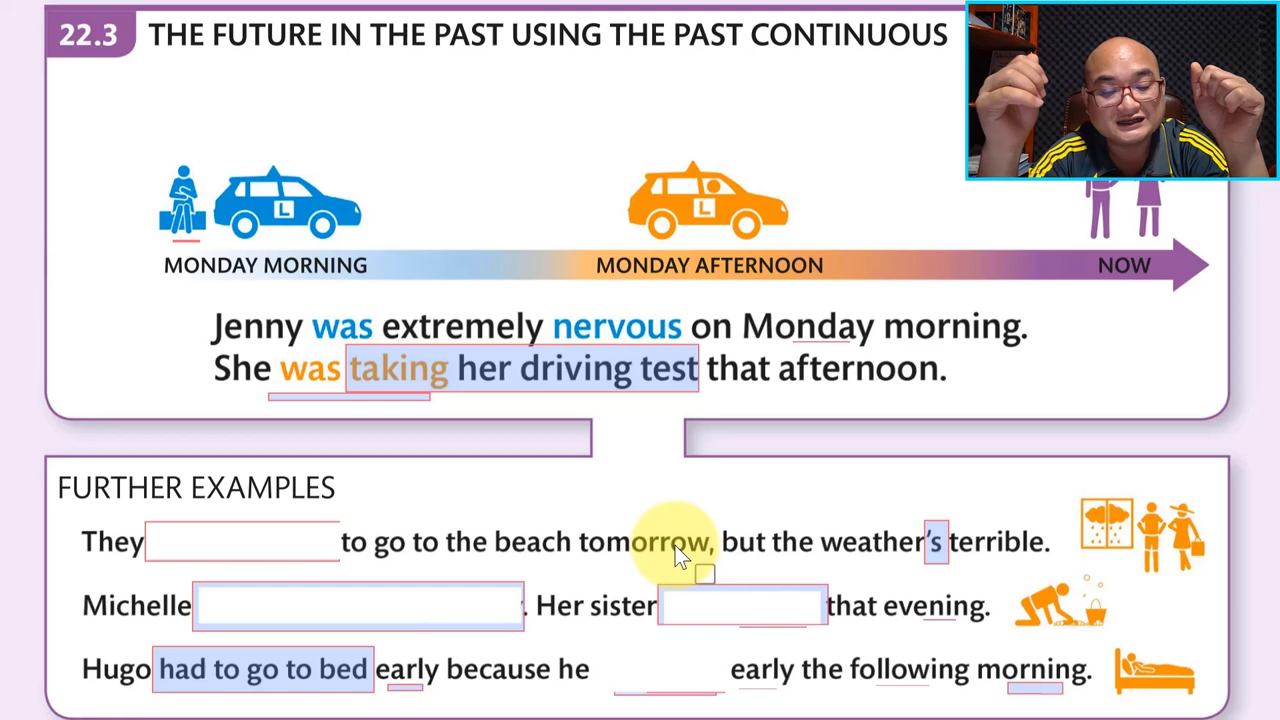 22.3 THE FUTURE IN THE PAST USING THE PAST CONTINUOUS
L L
MONDAY MORNING MONDAY AFTERNOON NOW
Jenny was extremely nervous on Monday morning.
She was taking her driving test that afternoon.
FURTHER EXAMPLES
They to go to the beach tomorrow, but the weather's terrible.
Michelle . Her sister that evening.
Hugo had to go to bed early because he early the following morning.